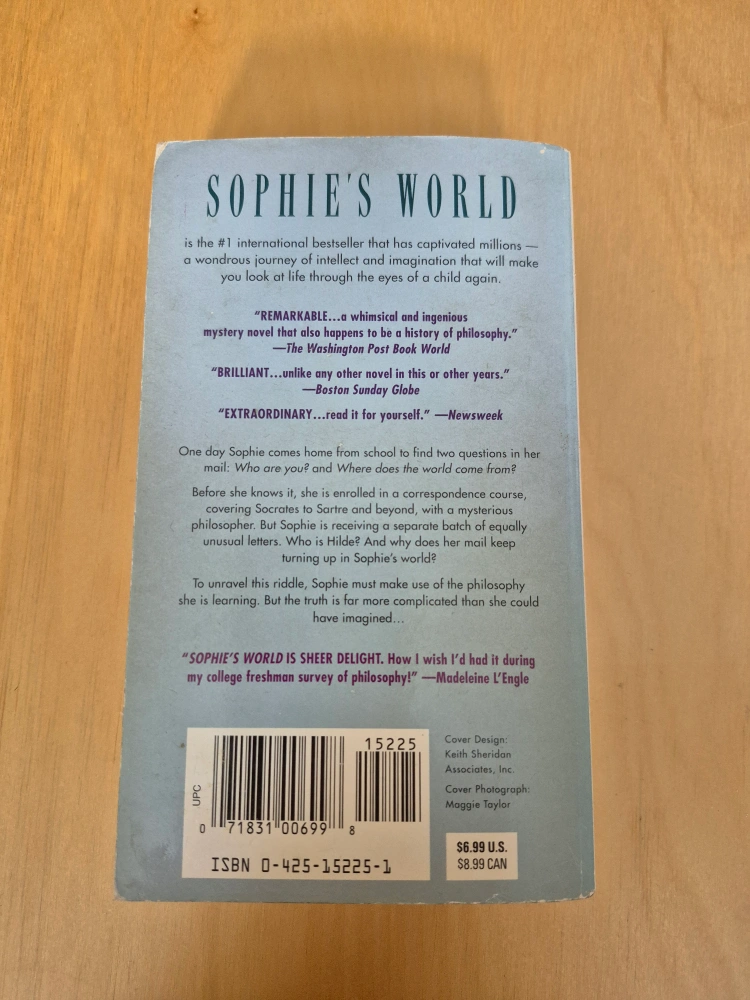 SOPHIE'S WORLD
is the #1 international bestseller that has captivated millions —
a wondrous journey of intellect and imagination that will make
you look at life through the eyes of a child again.
“REMARKABLE...a whimsical and ingenious
mystery novel that also happens to be a history of philosophy.”
—The Washington Post Book World
“BRILLIANT...unlike any other novel in this or other years.”
—Boston Sunday Globe
“EXTRAORDINARY...read it for yourself.” —Newsweek
One day Sophie comes home from school to find two questions in her
mail: Who are you? and Where does the world come from?
Before she knows it, she is enrolled in a correspondence course,
covering Socrates to Sartre and beyond, with a mysterious
philosopher. But Sophie is receiving a separate batch of equally
unusual letters. Who is Hilde? And why does her mail keep
turning up in Sophie's world?
To unravel this riddle, Sophie must make use of the philosophy
she is learning. But the truth is far more complicated than she could
have imagined...
“SOPHIE'S WORLD IS SHEER DELIGHT. How I wish I'd had it during
my college freshman survey of philosophy!” —Madeleine L'Engle
15225
UPC
0 71831 00699 8
ISBN 0-425-15225-1
Cover Design:
Keith Sheridan
Associates, Inc.
Cover Photograph:
Maggie Taylor
$6.99 U.S.
$8.99 CAN